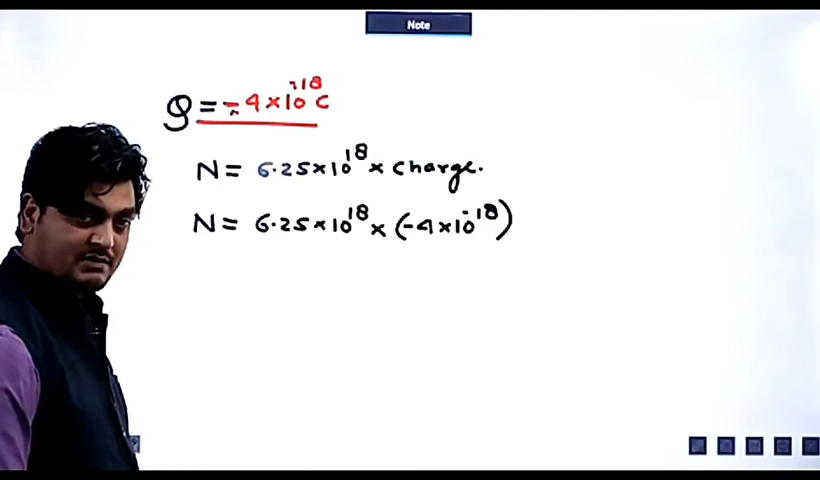 Note
Q = -4×10⁻¹⁸ C
N = 6.25×10¹⁸ × charge.
N = 6.25×10¹⁸ × (-4×10⁻¹⁸)